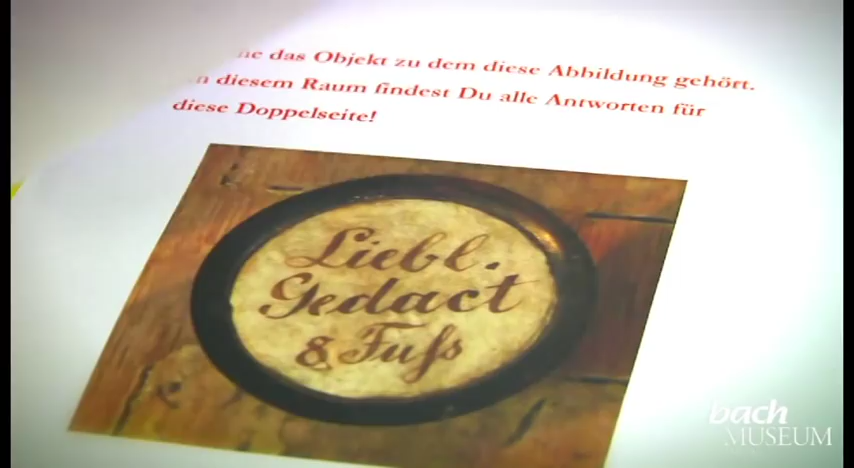 das Objekt zu dem diese Abbildung gehört.
diesem Raum findest Du alle Antworten für
diese Doppelseite!
Liebl.
Gedact
8 Fuſs
bach
MUSEUM